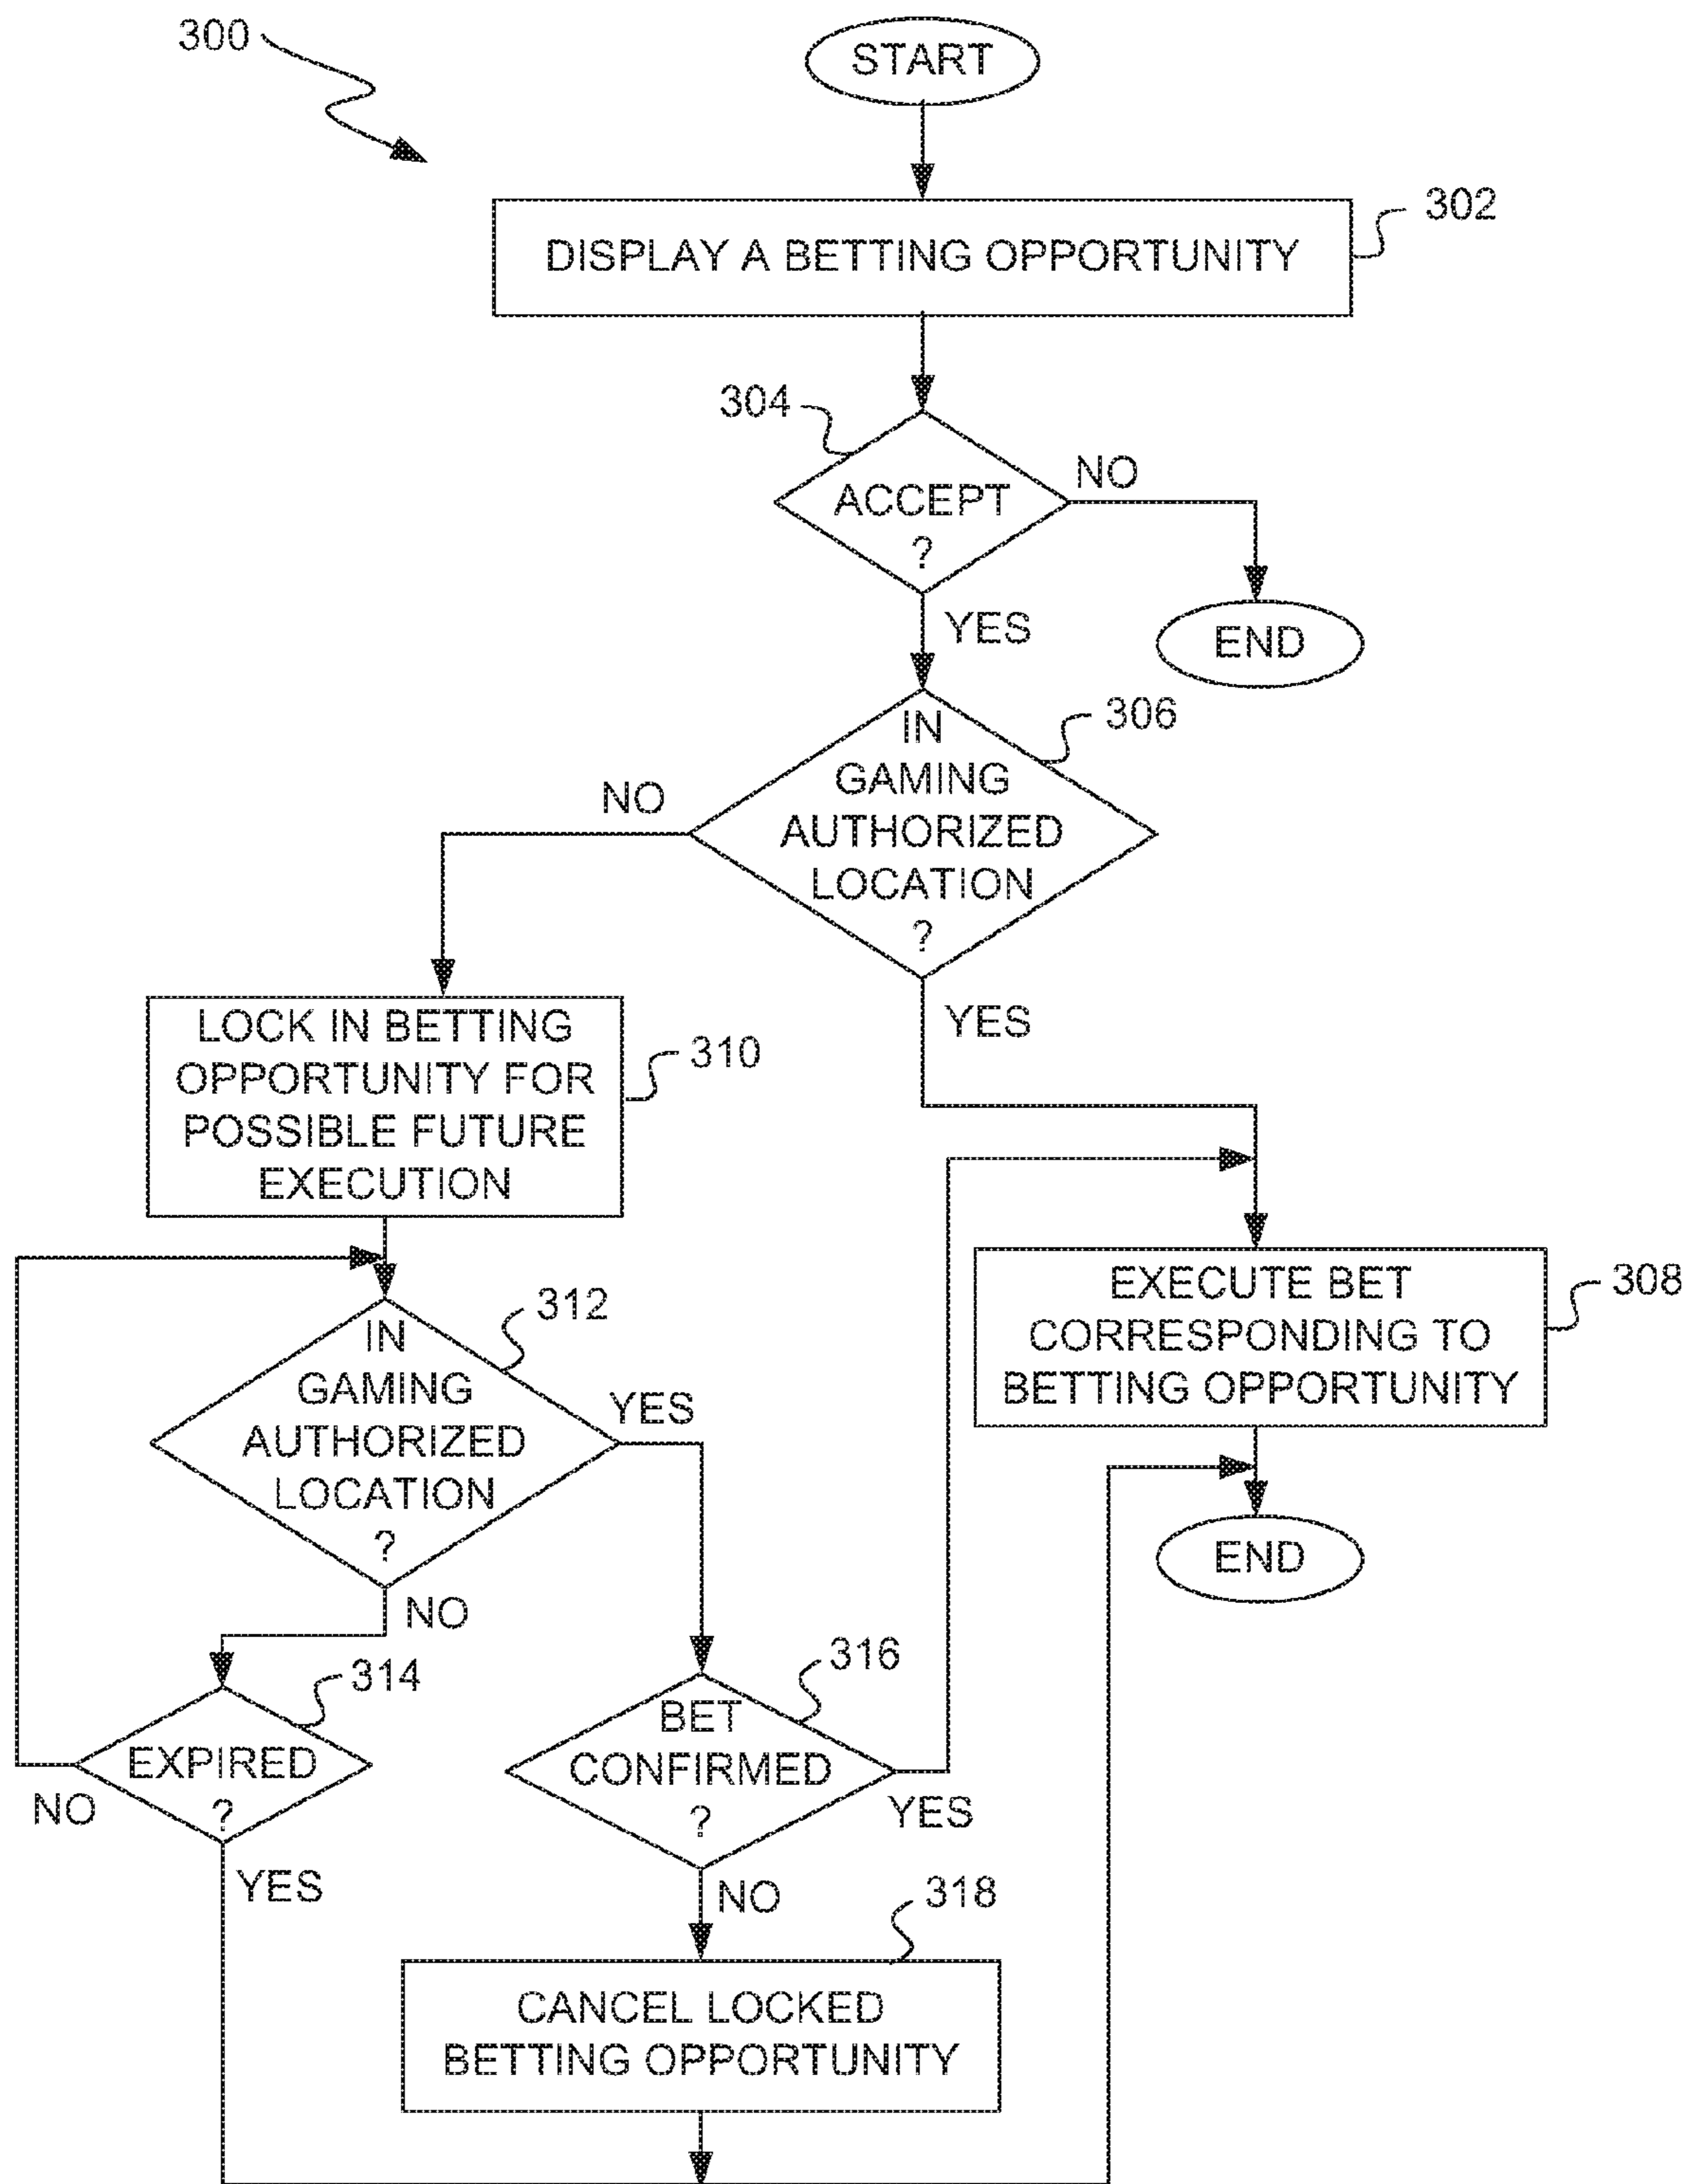 300
START
302
DISPLAY A BETTING OPPORTUNITY
304
ACCEPT
?
NO
YES
END
306
IN
GAMING
AUTHORIZED
LOCATION
?
NO
YES
LOCK IN BETTING
OPPORTUNITY FOR
POSSIBLE FUTURE
EXECUTION
310
312
IN
GAMING
AUTHORIZED
LOCATION
?
YES
NO
EXECUTE BET
CORRESPONDING TO
BETTING OPPORTUNITY
308
END
314
EXPIRED
?
NO
YES
316
BET
CONFIRMED
?
YES
NO
318
CANCEL LOCKED
BETTING OPPORTUNITY